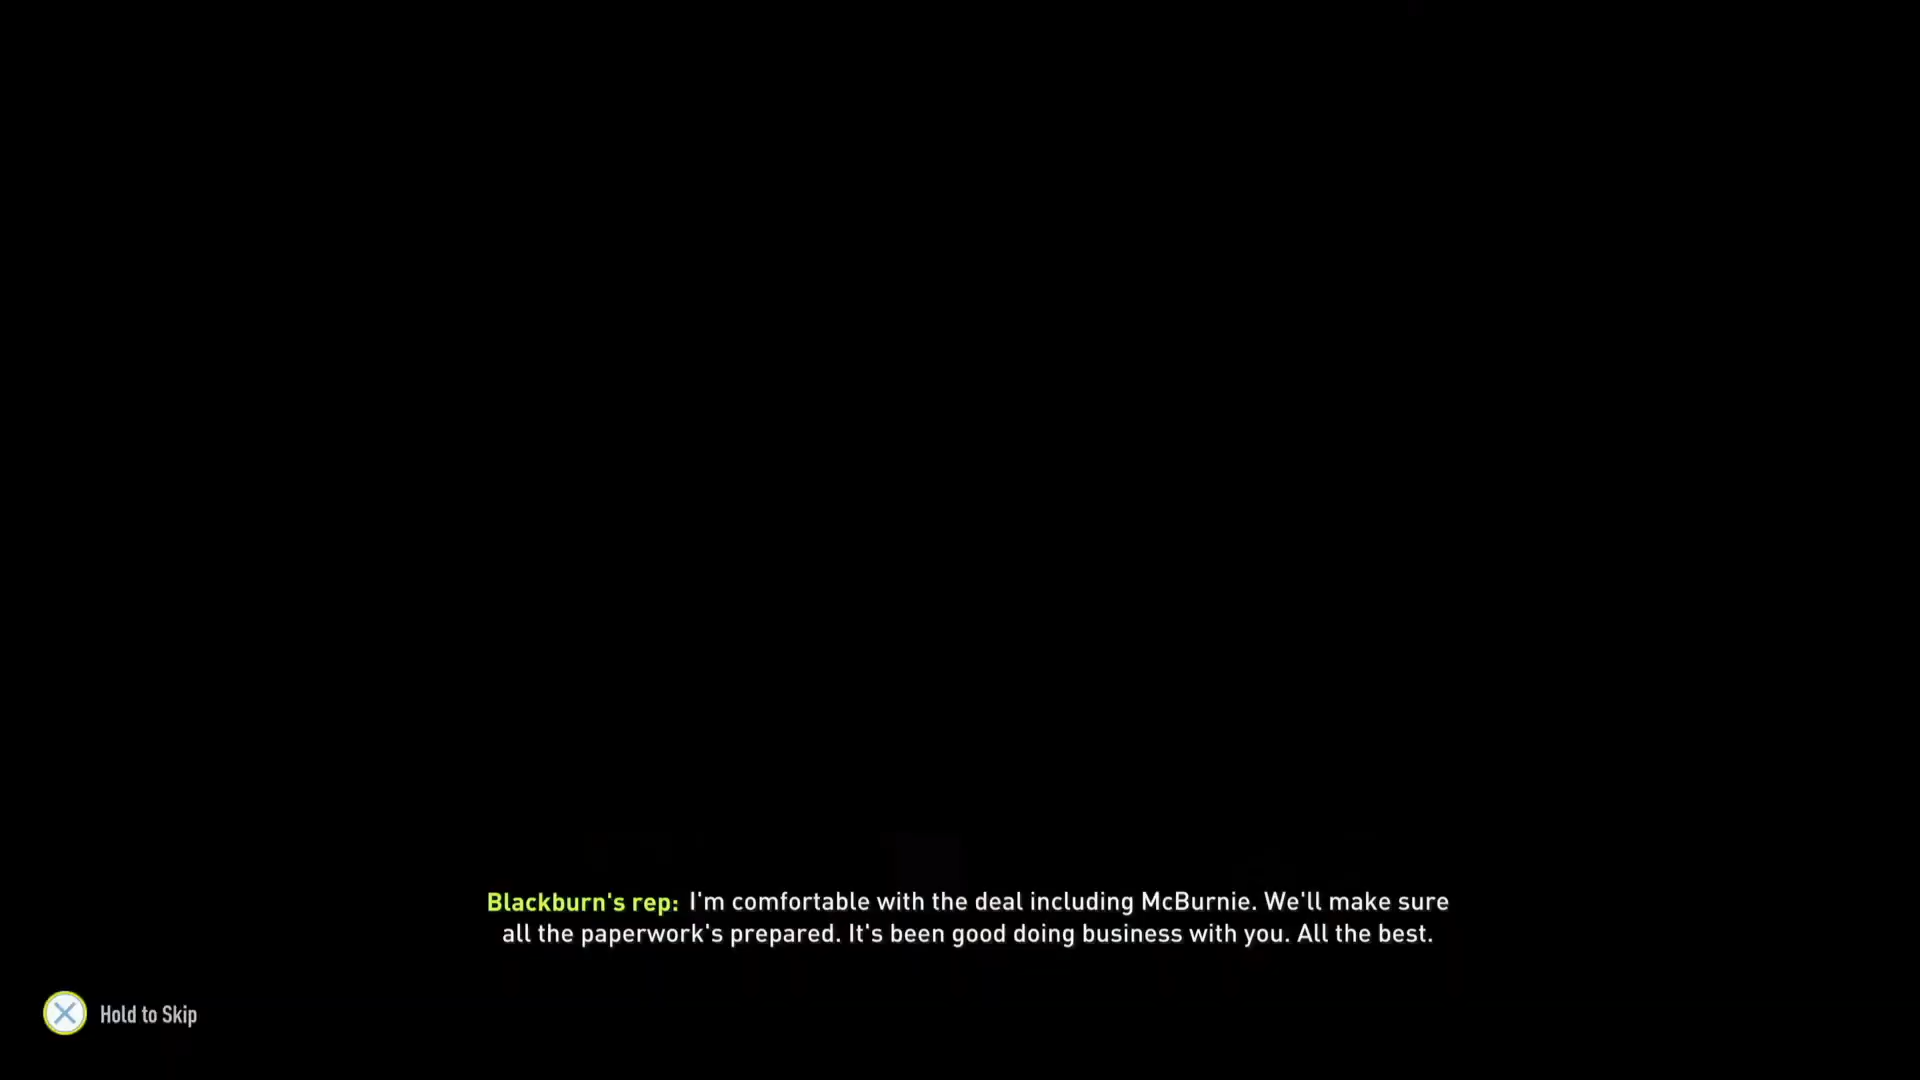 Blackburn's rep: I'm comfortable with the deal including McBurnie. We'll make sure
all the paperwork's prepared. It's been good doing business with you. All the best.
Hold to Skip